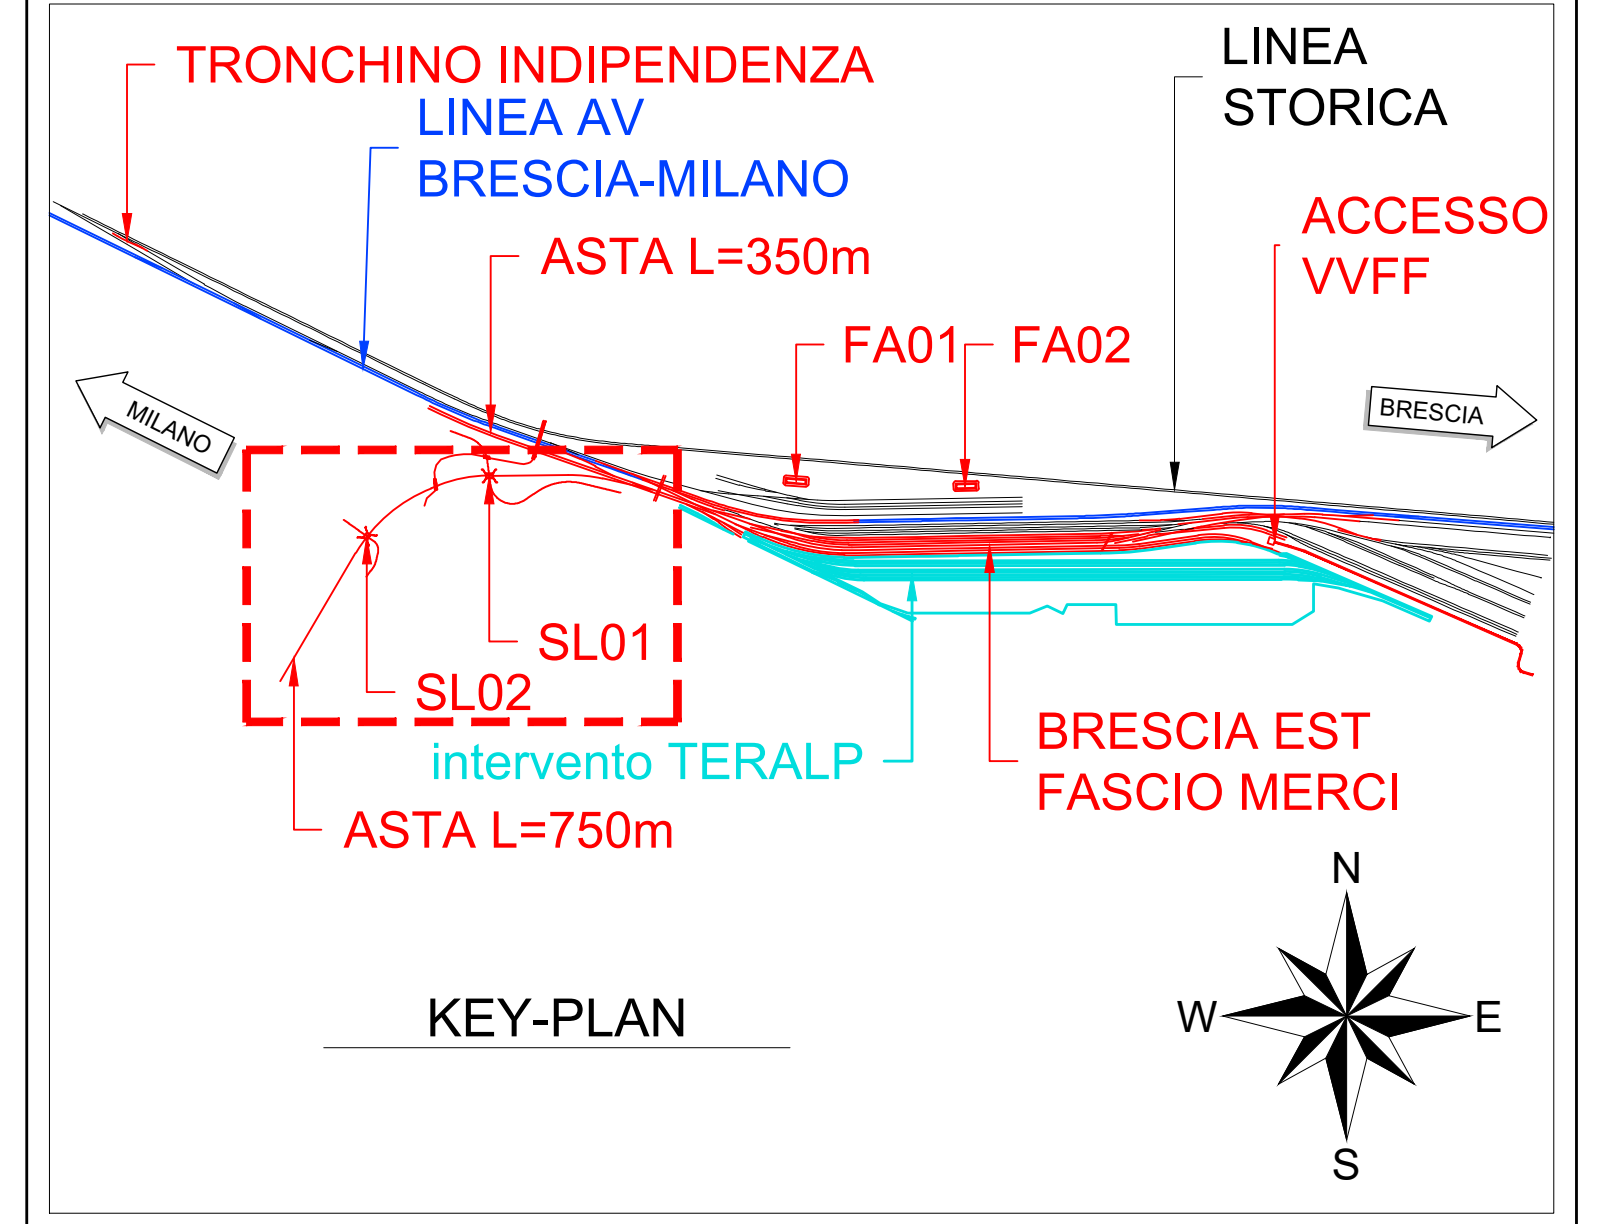 TRONCHINO INDIPENDENZA
LINEA AV
BRESCIA-MILANO
LINEA
STORICA
ASTA L=350m
ACCESSO
VVFF
FA01
FA02
MILANO
BRESCIA
SL01
SL02
intervento TERALP
BRESCIA EST
FASCIO MERCI
ASTA L=750m
KEY-PLAN
N
W
E
S